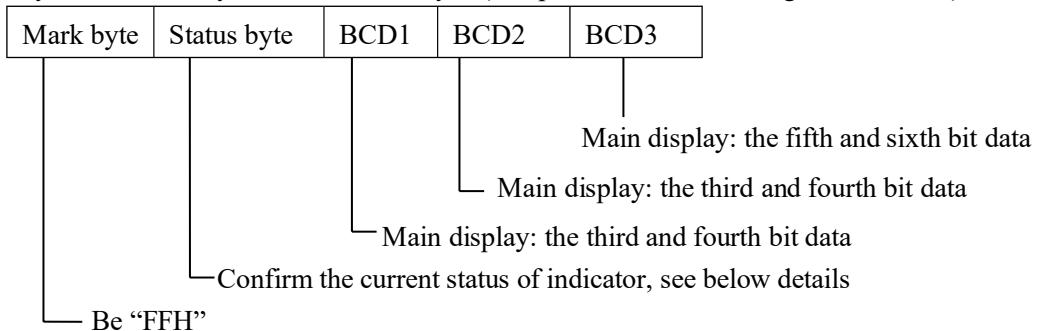 Mark byte Status byte BCD1 BCD2 BCD3
Main display: the fifth and sixth bit data
Main display: the third and fourth bit data
Main display: the third and fourth bit data
Confirm the current status of indicator, see below details
Be “FFH”